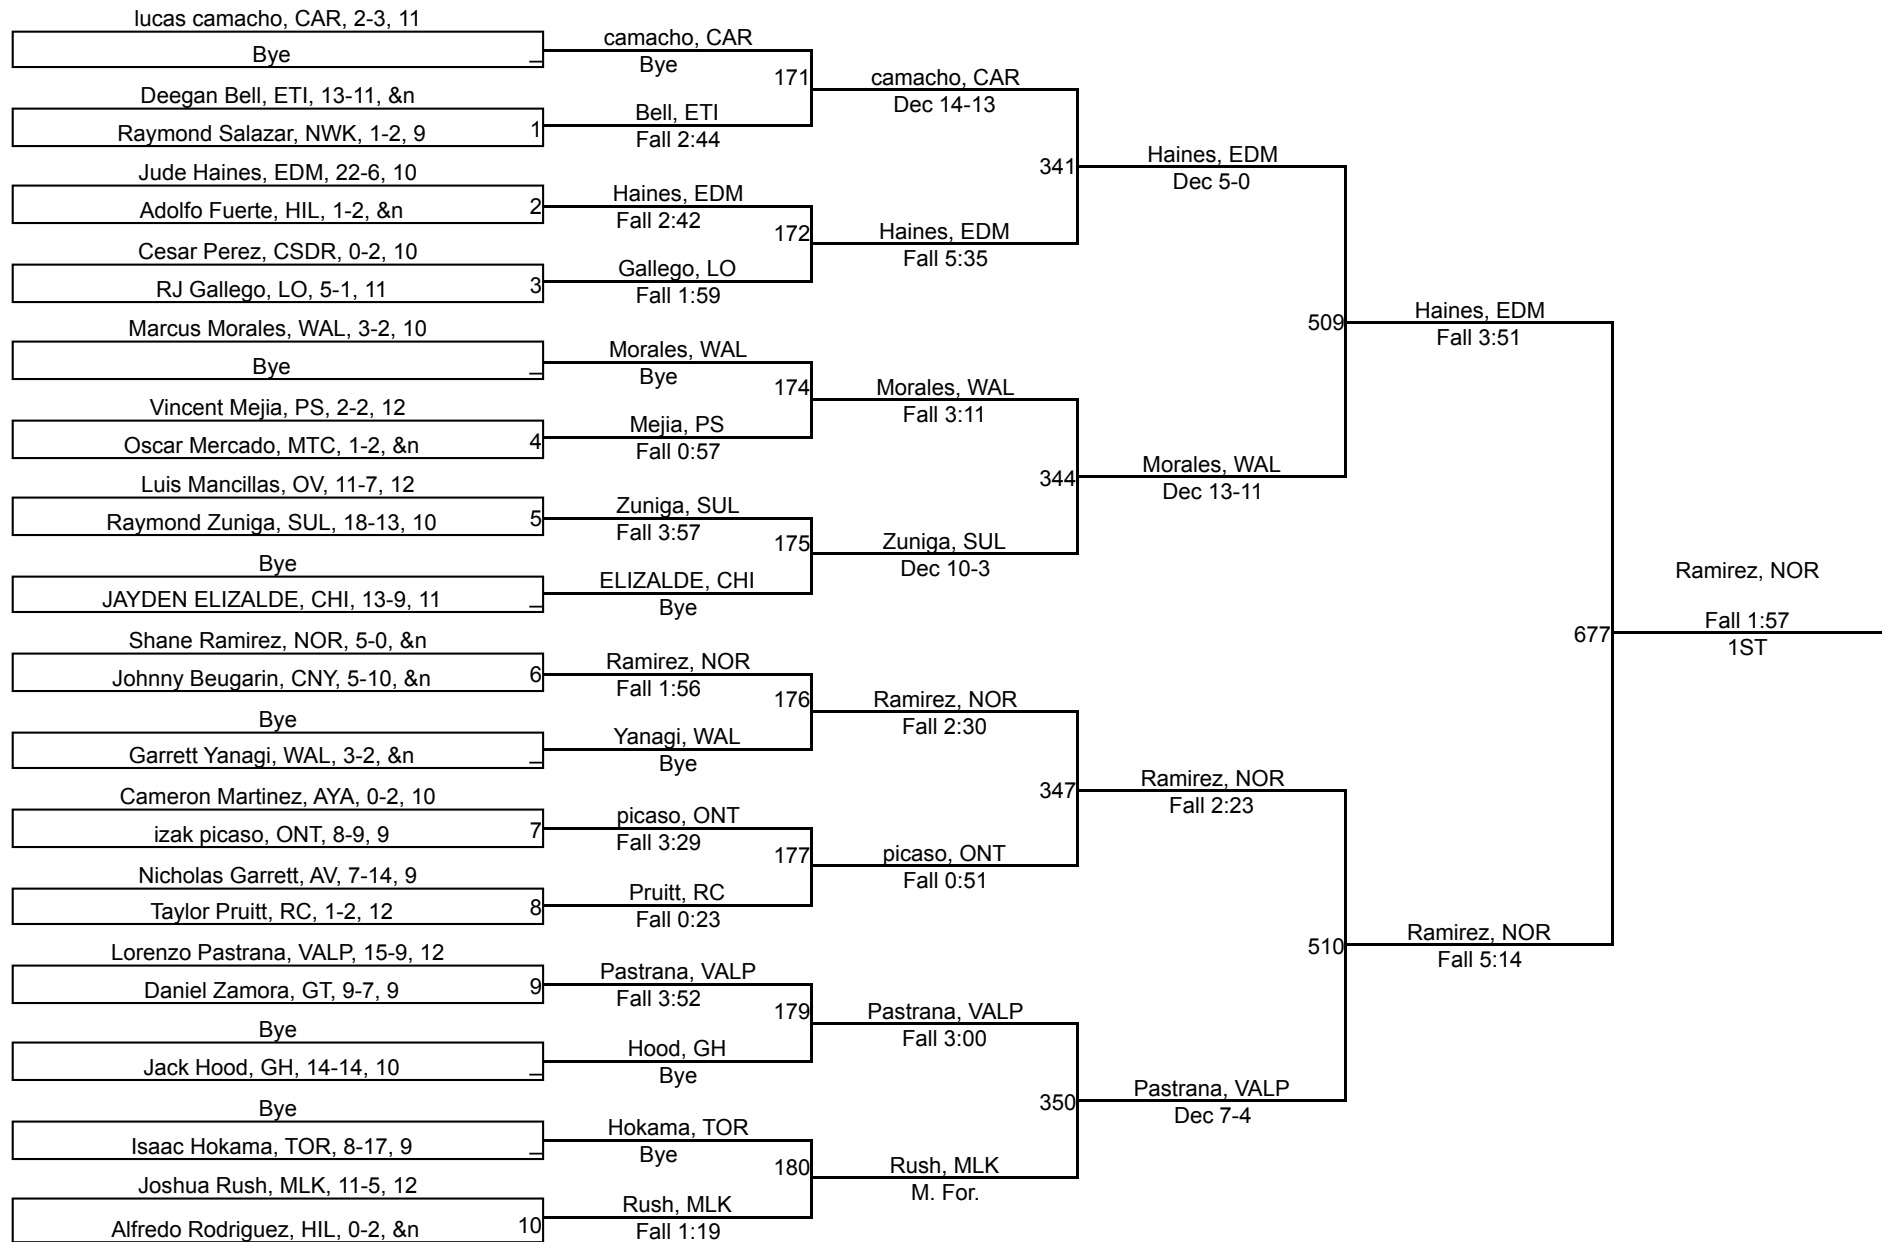 lucas camacho, CAR, 2-3, 11
Bye
_
Deegan Bell, ETI, 13-11, &n
Raymond Salazar, NWK, 1-2, 9
1
Jude Haines, EDM, 22-6, 10
Adolfo Fuerte, HIL, 1-2, &n
2
Cesar Perez, CSDR, 0-2, 10
RJ Gallego, LO, 5-1, 11
3
Marcus Morales, WAL, 3-2, 10
Bye
_
Vincent Mejia, PS, 2-2, 12
Oscar Mercado, MTC, 1-2, &n
4
Luis Mancillas, OV, 11-7, 12
Raymond Zuniga, SUL, 18-13, 10
5
Bye
JAYDEN ELIZALDE, CHI, 13-9, 11
_
Shane Ramirez, NOR, 5-0, &n
Johnny Beugarin, CNY, 5-10, &n
6
Bye
Garrett Yanagi, WAL, 3-2, &n
_
Cameron Martinez, AYA, 0-2, 10
izak picaso, ONT, 8-9, 9
7
Nicholas Garrett, AV, 7-14, 9
Taylor Pruitt, RC, 1-2, 12
8
Lorenzo Pastrana, VALP, 15-9, 12
Daniel Zamora, GT, 9-7, 9
9
Bye
Jack Hood, GH, 14-14, 10
_
Bye
Isaac Hokama, TOR, 8-17, 9
_
Joshua Rush, MLK, 11-5, 12
Alfredo Rodriguez, HIL, 0-2, &n
10
camacho, CAR
Bye
171
Bell, ETI
Fall 2:44
Haines, EDM
Fall 2:42
172
Gallego, LO
Fall 1:59
Morales, WAL
Bye
174
Mejia, PS
Fall 0:57
Zuniga, SUL
Fall 3:57
175
ELIZALDE, CHI
Bye
Ramirez, NOR
Fall 1:56
176
Yanagi, WAL
Bye
picaso, ONT
Fall 3:29
177
Pruitt, RC
Fall 0:23
Pastrana, VALP
Fall 3:52
179
Hood, GH
Bye
Hokama, TOR
Bye
180
Rush, MLK
Fall 1:19
camacho, CAR
Dec 14-13
341
Haines, EDM
Fall 5:35
Morales, WAL
Fall 3:11
344
Zuniga, SUL
Dec 10-3
Ramirez, NOR
Fall 2:30
347
picaso, ONT
Fall 0:51
Pastrana, VALP
Fall 3:00
350
Rush, MLK
M. For.
Haines, EDM
Dec 5-0
509
Morales, WAL
Dec 13-11
Ramirez, NOR
Fall 2:23
510
Pastrana, VALP
Dec 7-4
Haines, EDM
Fall 3:51
677
Ramirez, NOR
Fall 5:14
Ramirez, NOR
Fall 1:57
1ST